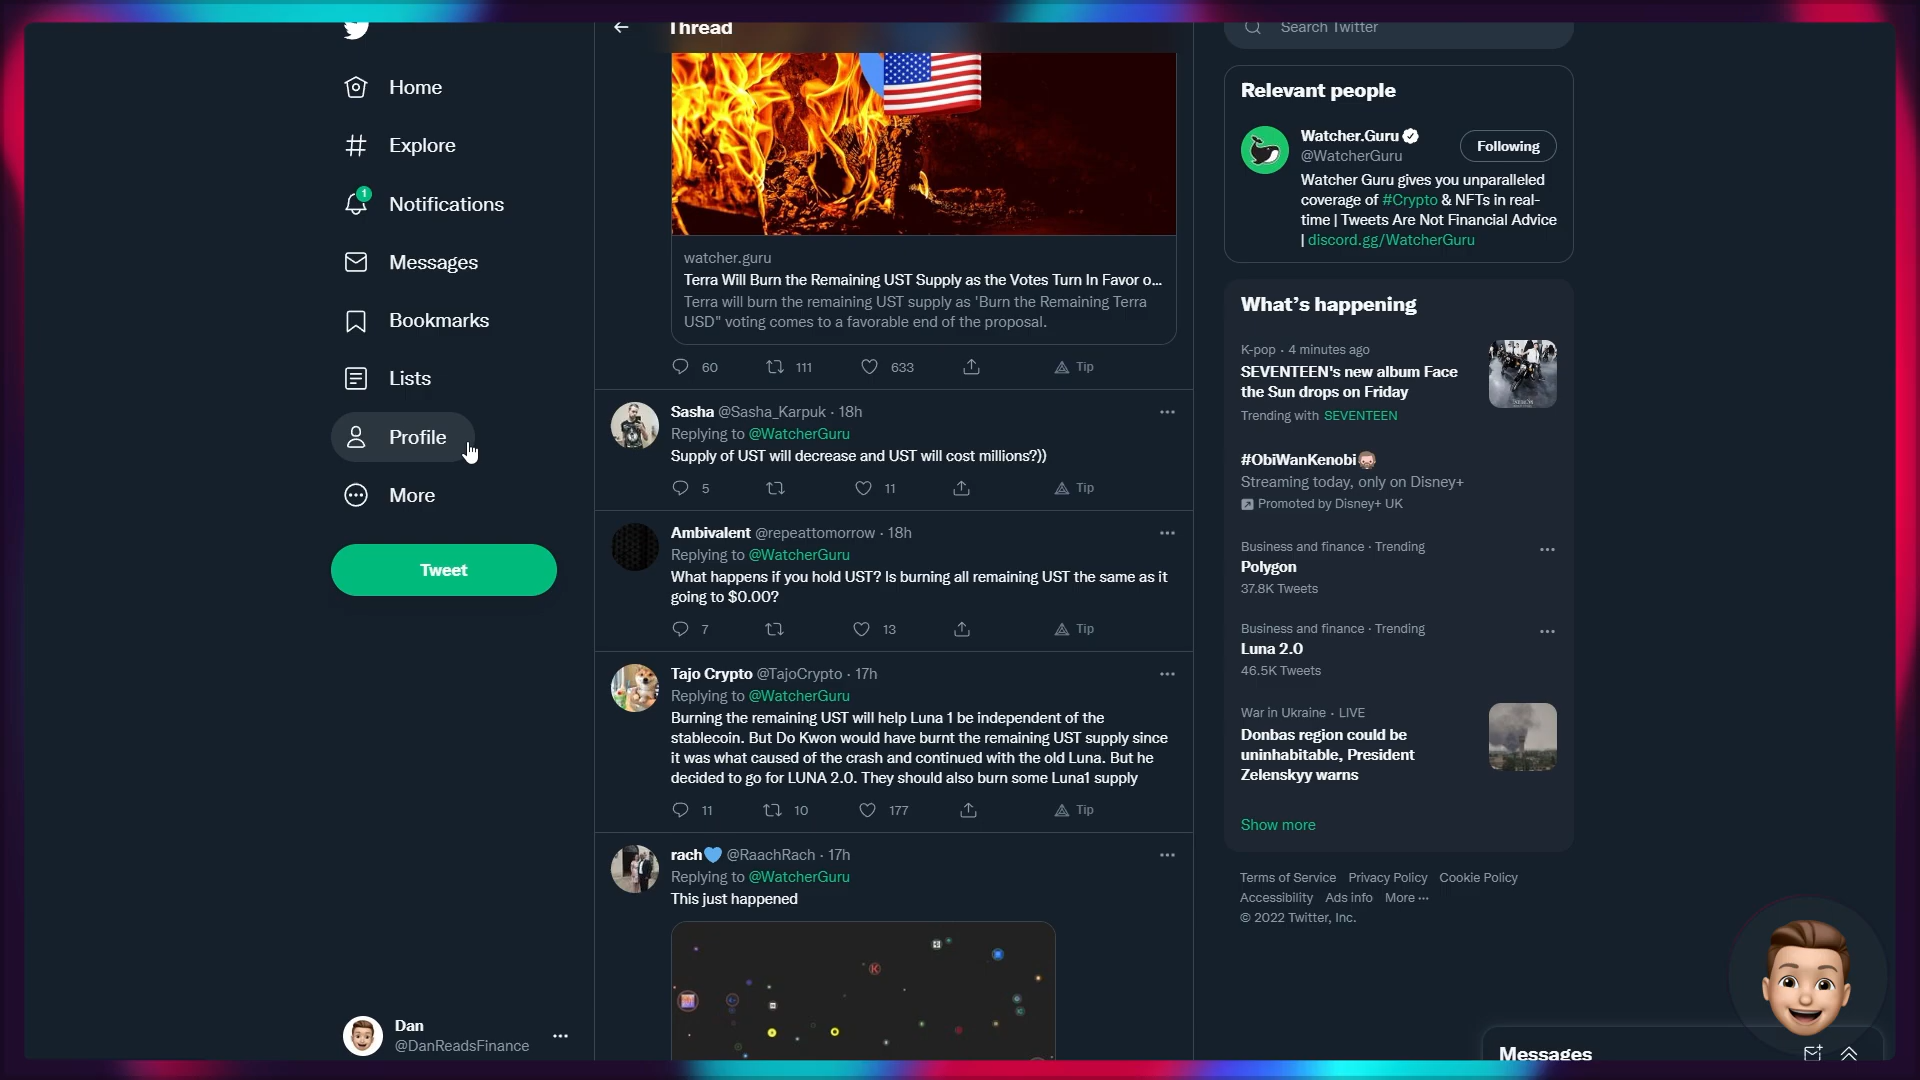 Home
Explore
1
Notifications
Messages
Bookmarks
Lists
Profile
More
Tweet
Dan
@DanReadsFinance
Thread
watcher.guru
Terra Will Burn the Remaining UST Supply as the Votes Turn In Favor o...
Terra will burn the remaining UST supply as 'Burn the Remaining Terra
USD" voting comes to a favorable end of the proposal.
60 111 633 Tip
Sasha @Sasha_Karpuk · 18h
Replying to @WatcherGuru
Supply of UST will decrease and UST will cost millions?))
5 11 Tip
Ambivalent @repeattomorrow · 18h
Replying to @WatcherGuru
What happens if you hold UST? Is burning all remaining UST the same as it
going to $0.00?
7 13 Tip
Tajo Crypto @TajoCrypto · 17h
Replying to @WatcherGuru
Burning the remaining UST will help Luna 1 be independent of the
stablecoin. But Do Kwon would have burnt the remaining UST supply since
it was what caused of the crash and continued with the old Luna. But he
decided to go for LUNA 2.0. They should also burn some Luna1 supply
11 10 177 Tip
rach @RaachRach · 17h
Replying to @WatcherGuru
This just happened
Search Twitter
Relevant people
Watcher.Guru
@WatcherGuru
Following
Watcher Guru gives you unparalleled
coverage of #Crypto & NFTs in real-
time | Tweets Are Not Financial Advice
| discord.gg/WatcherGuru
What's happening
K-pop · 4 minutes ago
SEVENTEEN's new album Face
the Sun drops on Friday
Trending with SEVENTEEN
#ObiWanKenobi
Streaming today, only on Disney+
Promoted by Disney+ UK
Business and finance · Trending
Polygon
37.8K Tweets
Business and finance · Trending
Luna 2.0
46.5K Tweets
War in Ukraine · LIVE
Donbas region could be
uninhabitable, President
Zelenskyy warns
Show more
Terms of Service Privacy Policy Cookie Policy
Accessibility Ads info More ···
© 2022 Twitter, Inc.
Messages